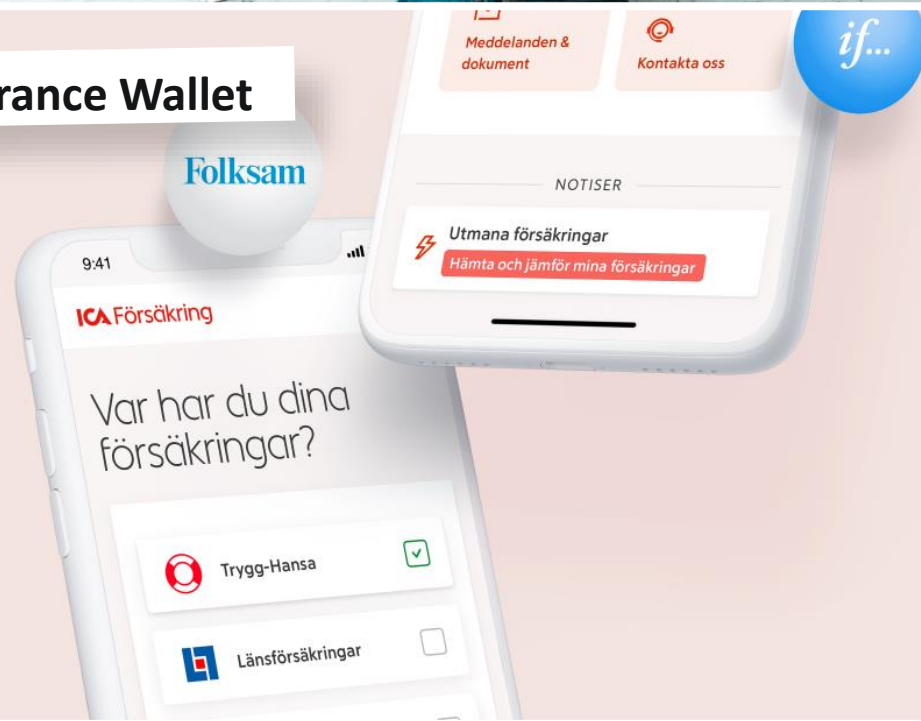 rance Wallet
Folksam
if...
Meddelanden &
dokument
Kontakta oss
NOTISER
Utmana försäkringar
Hämta och jämför mina försäkringar
9:41
ICA Försäkring
Var har du dina
försäkringar?
Trygg-Hansa
Länsförsäkringar